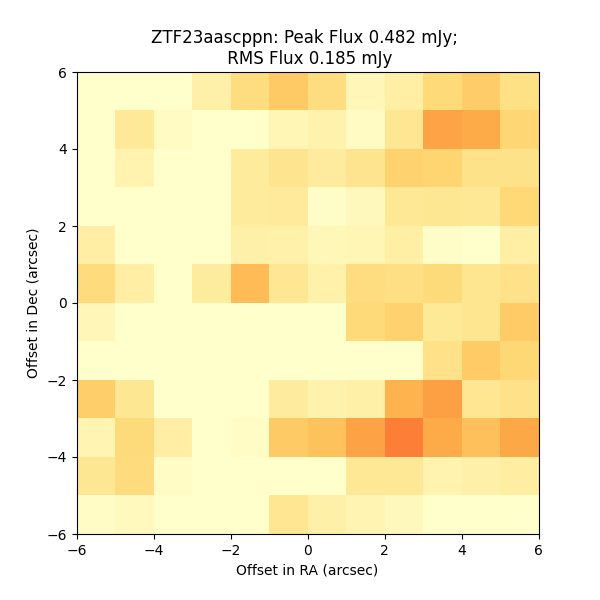 ZTF23aascppn: Peak Flux 0.482 mJy;
RMS Flux 0.185 mJy
6
4
2
0
−2
−4
−6
Offset in Dec (arcsec)
−6 −4 −2 0 2 4 6
Offset in RA (arcsec)